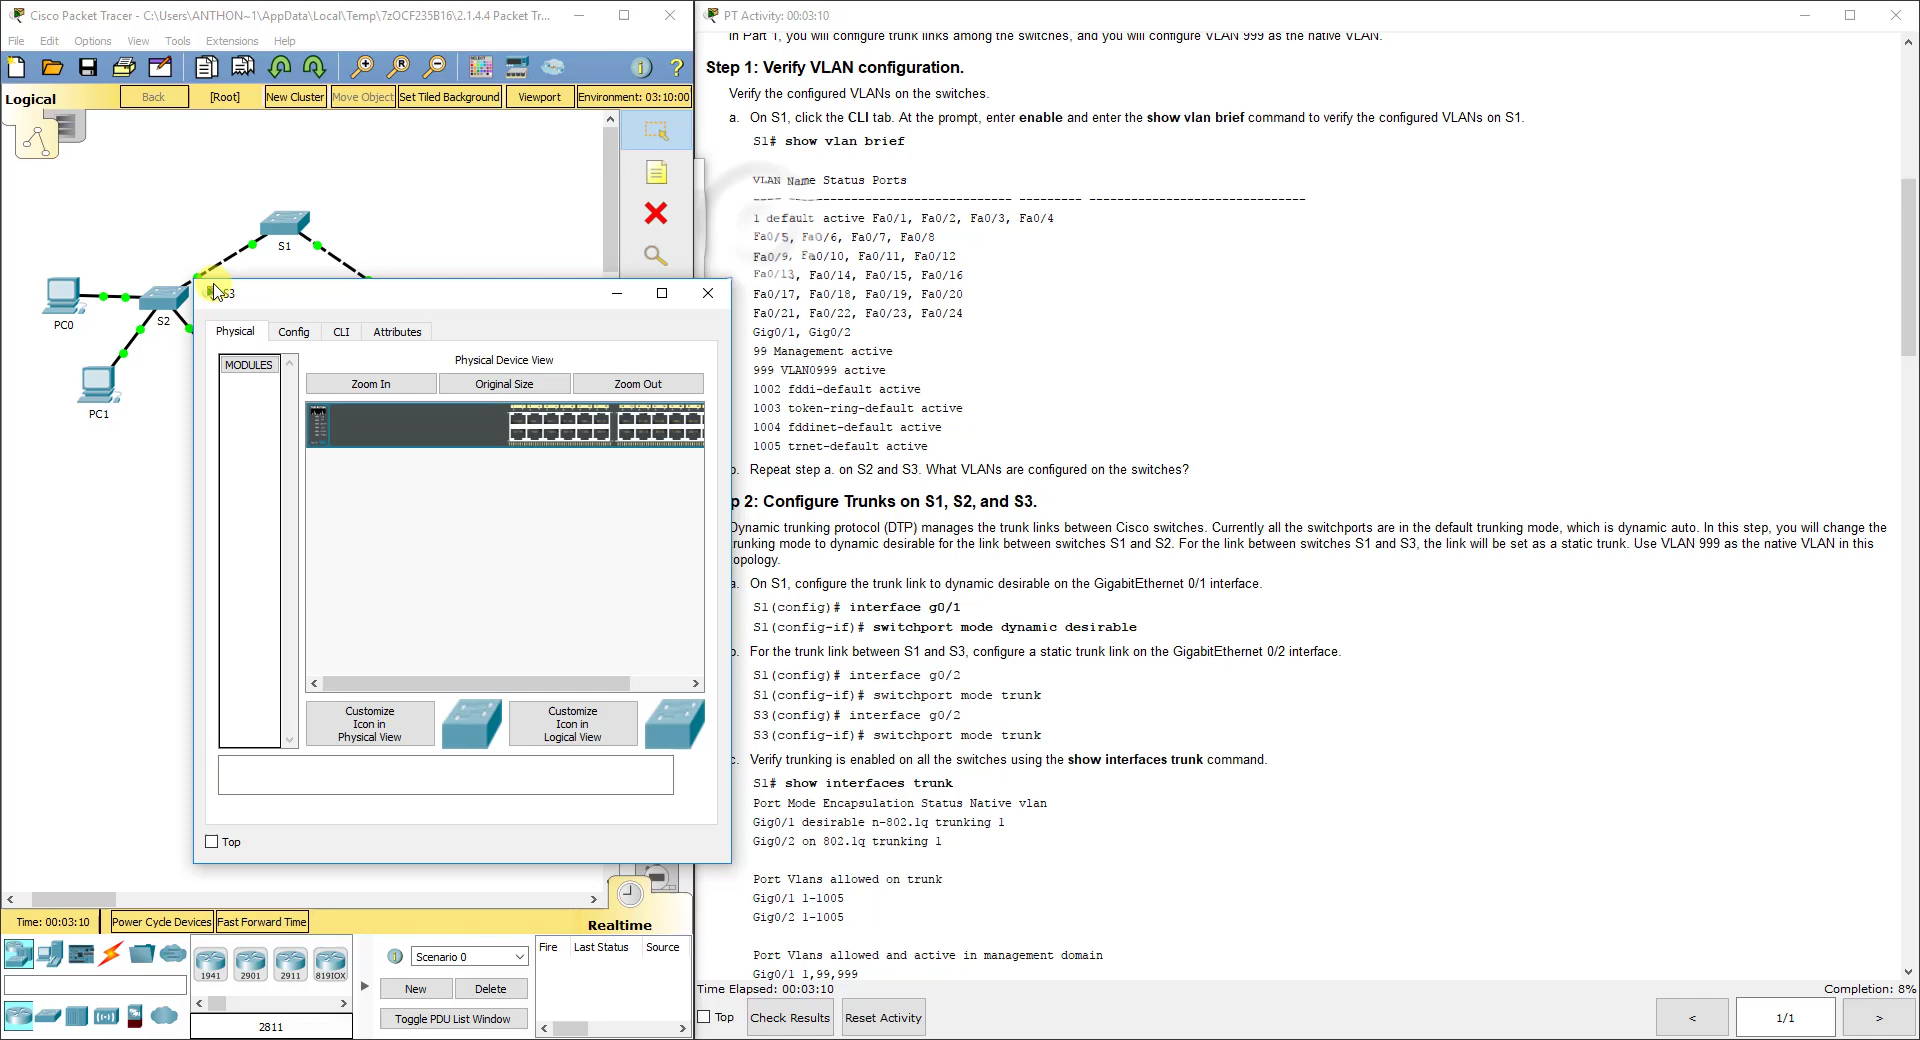 Cisco Packet Tracer - C:\Users\ANTHON~1\AppData\Local\Temp\7zOCF235B16\2.1.4.4 Packet Tr...
File Edit Options View Tools Extensions Help
Logical Back [Root] New Cluster Move Object Set Tiled Background Viewport Environment: 03:10:00
S1
PC0
S2
PC1
S3
Physical Config CLI Attributes
MODULES
Physical Device View
Zoom In Original Size Zoom Out
Customize Icon in Physical View
Customize Icon in Logical View
Top
Time: 00:03:10 Power Cycle Devices Fast Forward Time
Realtime
1941 2901 2911 819IOX
2811
Scenario 0
New Delete
Toggle PDU List Window
Fire Last Status Source
PT Activity: 00:03:10
In Part 1, you will configure trunk links among the switches, and you will configure VLAN 999 as the native VLAN.
Step 1: Verify VLAN configuration.
Verify the configured VLANs on the switches.
a. On S1, click the CLI tab. At the prompt, enter enable and enter the show vlan brief command to verify the configured VLANs on S1.
S1# show vlan brief
VLAN Name Status Ports
---- -------------------------------- --------- -------------------------------
1 default active Fa0/1, Fa0/2, Fa0/3, Fa0/4
Fa0/5, Fa0/6, Fa0/7, Fa0/8
Fa0/9, Fa0/10, Fa0/11, Fa0/12
Fa0/13, Fa0/14, Fa0/15, Fa0/16
Fa0/17, Fa0/18, Fa0/19, Fa0/20
Fa0/21, Fa0/22, Fa0/23, Fa0/24
Gig0/1, Gig0/2
99 Management active
999 VLAN0999 active
1002 fddi-default active
1003 token-ring-default active
1004 fddinet-default active
1005 trnet-default active
b. Repeat step a. on S2 and S3. What VLANs are configured on the switches?
p 2: Configure Trunks on S1, S2, and S3.
Dynamic trunking protocol (DTP) manages the trunk links between Cisco switches. Currently all the switchports are in the default trunking mode, which is dynamic auto. In this step, you will change the
trunking mode to dynamic desirable for the link between switches S1 and S2. For the link between switches S1 and S3, the link will be set as a static trunk. Use VLAN 999 as the native VLAN in this
topology.
a. On S1, configure the trunk link to dynamic desirable on the GigabitEthernet 0/1 interface.
S1(config)# interface g0/1
S1(config-if)# switchport mode dynamic desirable
b. For the trunk link between S1 and S3, configure a static trunk link on the GigabitEthernet 0/2 interface.
S1(config)# interface g0/2
S1(config-if)# switchport mode trunk
S3(config)# interface g0/2
S3(config-if)# switchport mode trunk
c. Verify trunking is enabled on all the switches using the show interfaces trunk command.
S1# show interfaces trunk
Port Mode Encapsulation Status Native vlan
Gig0/1 desirable n-802.1q trunking 1
Gig0/2 on 802.1q trunking 1
Port Vlans allowed on trunk
Gig0/1 1-1005
Gig0/2 1-1005
Port Vlans allowed and active in management domain
Gig0/1 1,99,999
Time Elapsed: 00:03:10 Completion: 8%
Top Check Results Reset Activity < 1/1 >